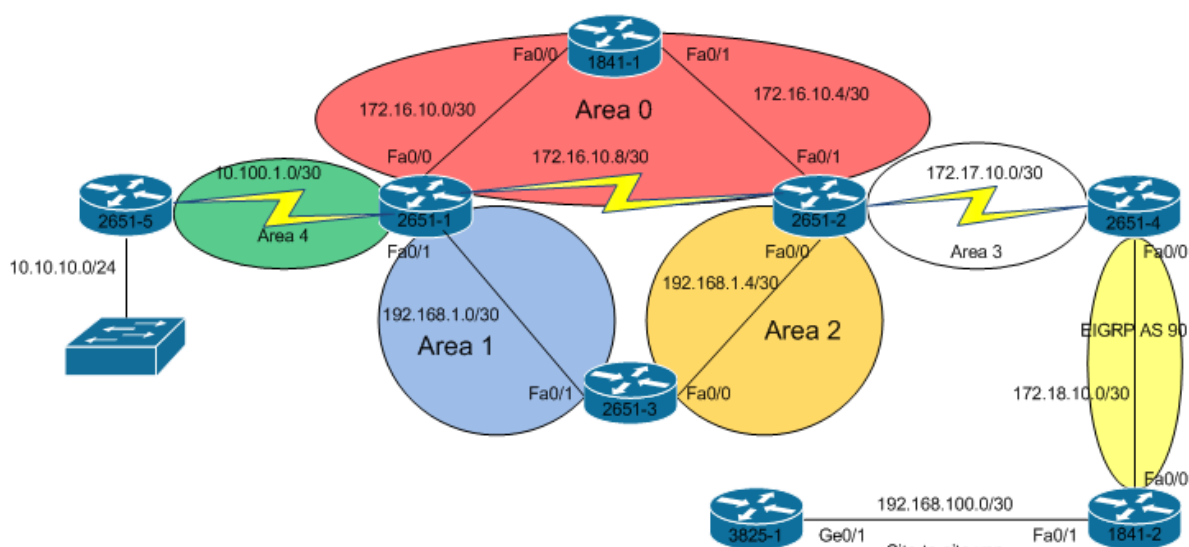 Fa0/0
1841-1
Fa0/1
172.16.10.0/30
Area 0
172.16.10.4/30
Fa0/0
172.16.10.8/30
Fa0/1
10.100.1.0/30
172.17.10.0/30
2651-5
2651-1
2651-2
2651-4
Area 4
Fa0/1
Fa0/0
Area 3
Fa0/0
10.10.10.0/24
192.168.1.4/30
192.168.1.0/30
Area 1
Area 2
EIGRP AS 90
Fa0/1
2651-3
Fa0/0
172.18.10.0/30
Fa0/0
192.168.100.0/30
3825-1
Ge0/1
Fa0/1
1841-2